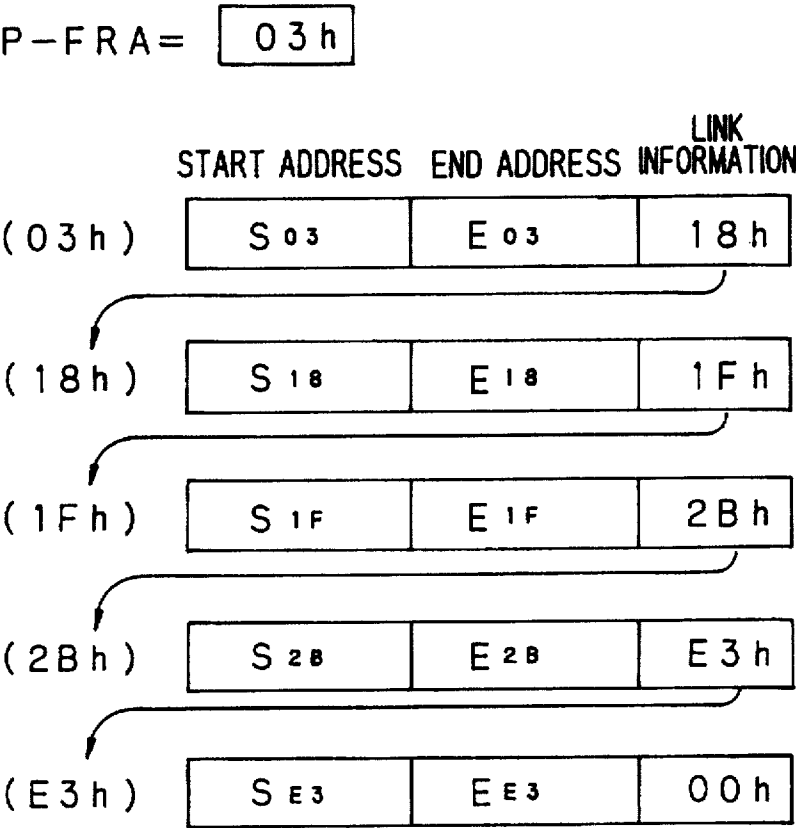 P-FRA= 03h
LINK
START ADDRESS END ADDRESS INFORMATION
(03h) S03 E03 18h
(18h) S18 E18 1Fh
(1Fh) S1F E1F 2Bh
(2Bh) S2B E2B E3h
(E3h) SE3 EE3 00h